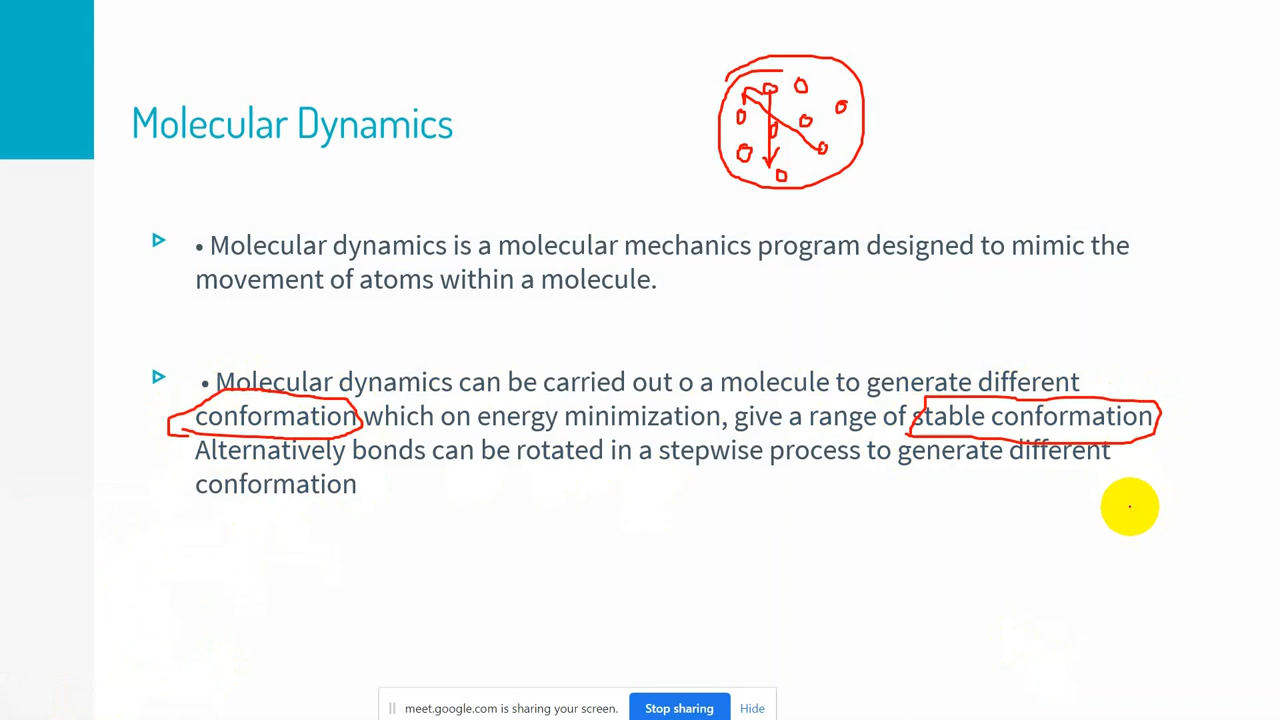 Molecular Dynamics
• Molecular dynamics is a molecular mechanics program designed to mimic the
movement of atoms within a molecule.
• Molecular dynamics can be carried out o a molecule to generate different
conformation which on energy minimization, give a range of stable conformation
Alternatively bonds can be rotated in a stepwise process to generate different
conformation
meet.google.com is sharing your screen. Stop sharing Hide